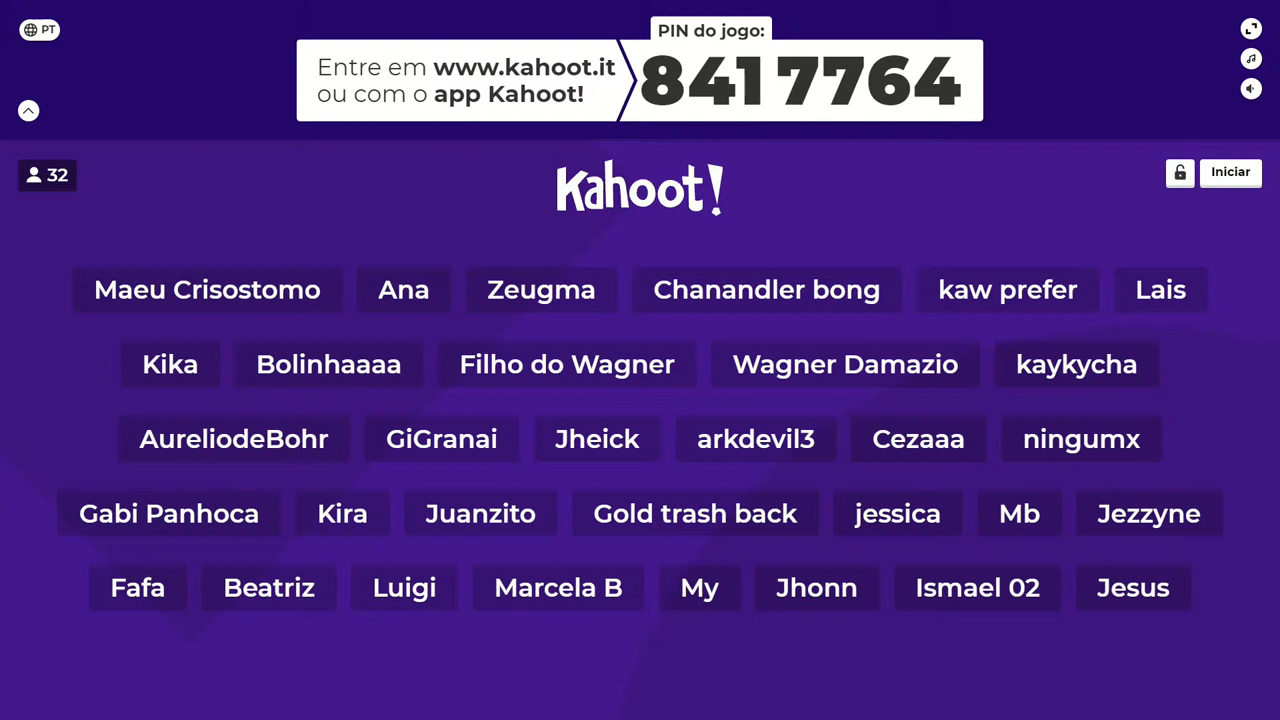 PT
PIN do jogo:
Entre em www.kahoot.it
ou com o app Kahoot!
841 7764
32
Kahoot!
Iniciar
Maeu Crisostomo Ana Zeugma Chanandler bong kaw prefer Lais
Kika Bolinhaaaa Filho do Wagner Wagner Damazio kaykycha
AureliodeBohr GiGranai Jheick arkdevil3 Cezaaa ningumx
Gabi Panhoca Kira Juanzito Gold trash back jessica Mb Jezzyne
Fafa Beatriz Luigi Marcela B My Jhonn Ismael 02 Jesus